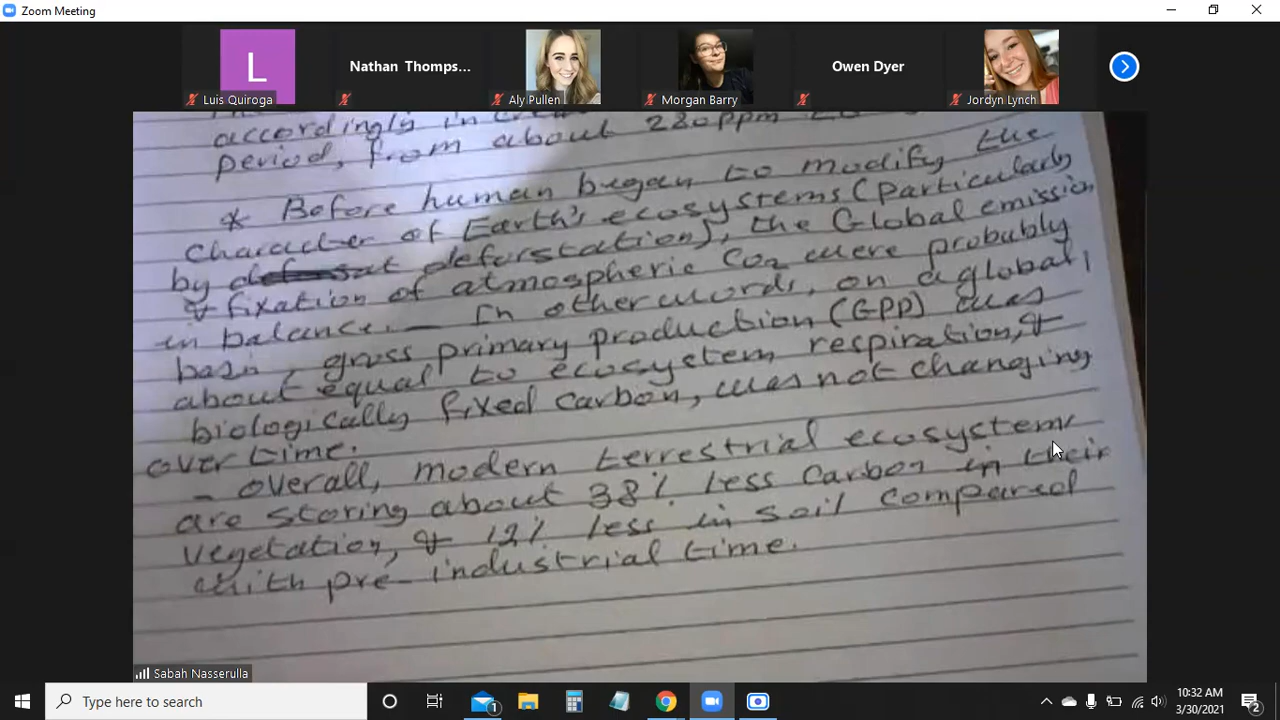 Zoom Meeting
L
Luis Quiroga
Nathan Thomps...
Aly Pullen
Morgan Barry
Owen Dyer
Jordyn Lynch
accordingly in
period, from about 280ppm
* Before human began to modify the
character of Earth's ecosystems (particularly
by deforstation), the Global emission
& fixation of atmospheric CO2 were probably
in balance. - In other words, on a global
basis, gross primary production (GPP) was
about equal to ecosystem respiration, &
biologically fixed carbon, was not changing
over time.
- overall, modern terrestrial ecosystems
are storing about 38% less carbon in their
vegetation, & 12% less in soil compared
with pre-industrial time.
Sabah Nasserulla
Type here to search
1
10:32 AM
3/30/2021
2